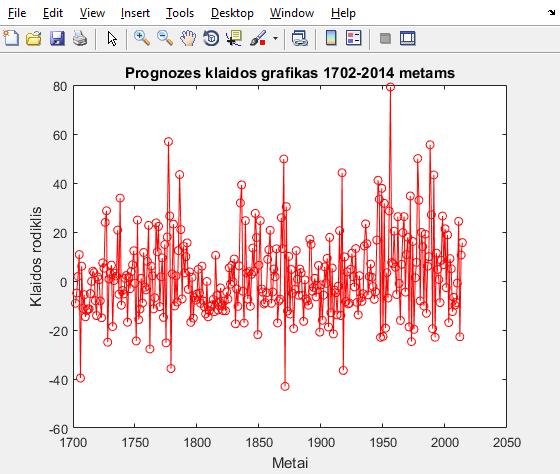 File Edit View Insert Tools Desktop Window Help
Prognozes klaidos grafikas 1702-2014 metams
80
60
40
20
0
-20
-40
-60
Klaidos rodiklis
1700 1750 1800 1850 1900 1950 2000 2050
Metai